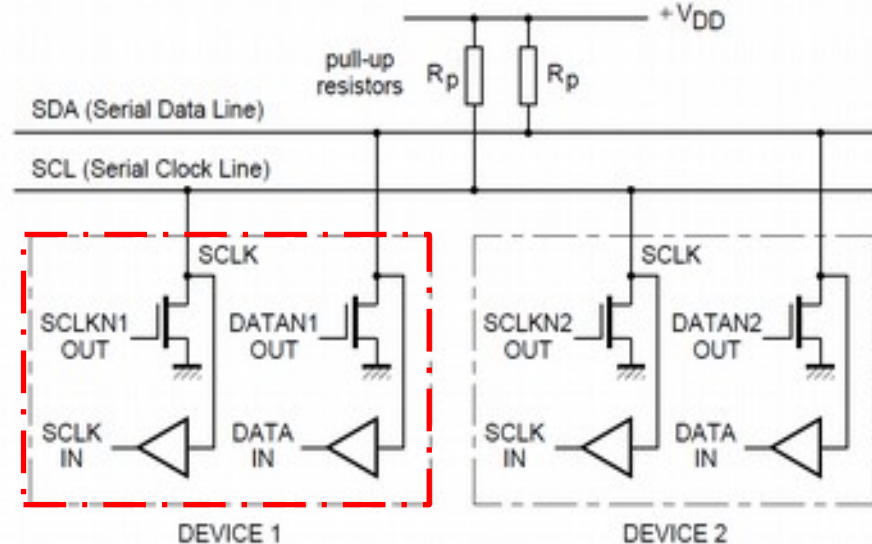 +VDD
pull-up
resistors
Rp
Rp
SDA (Serial Data Line)
SCL (Serial Clock Line)
SCLK
SCLK
SCLKN1
OUT
DATAN1
OUT
SCLKN2
OUT
DATAN2
OUT
SCLK
IN
DATA
IN
SCLK
IN
DATA
IN
DEVICE 1
DEVICE 2